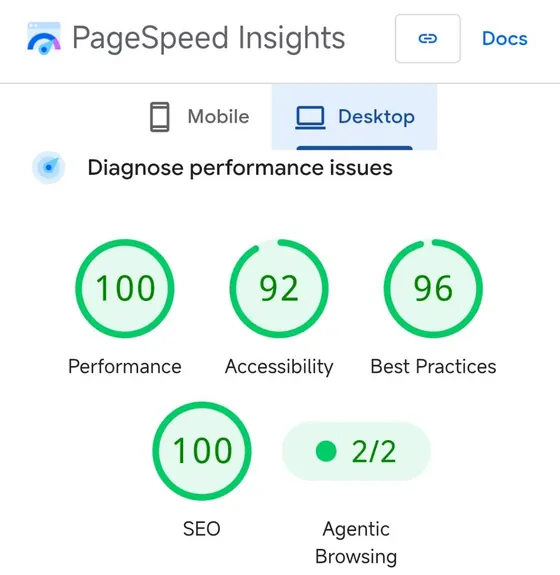 PageSpeed Insights
Docs
Mobile
Desktop
Diagnose performance issues
100
92
96
Performance
Accessibility
Best Practices
100
2/2
SEO
Agentic
Browsing